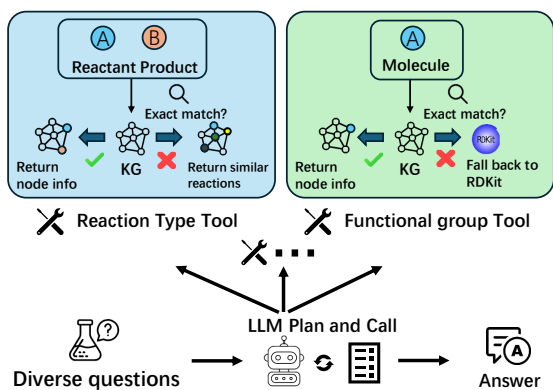 A B
Reactant Product
Exact match?
Return
node info
KG
Return similar
reactions
Reaction Type Tool
A
Molecule
Exact match?
Return
node info
KG
RDKit
Fall back to
RDKit
Functional group Tool
LLM Plan and Call
?
Diverse questions
A
Answer